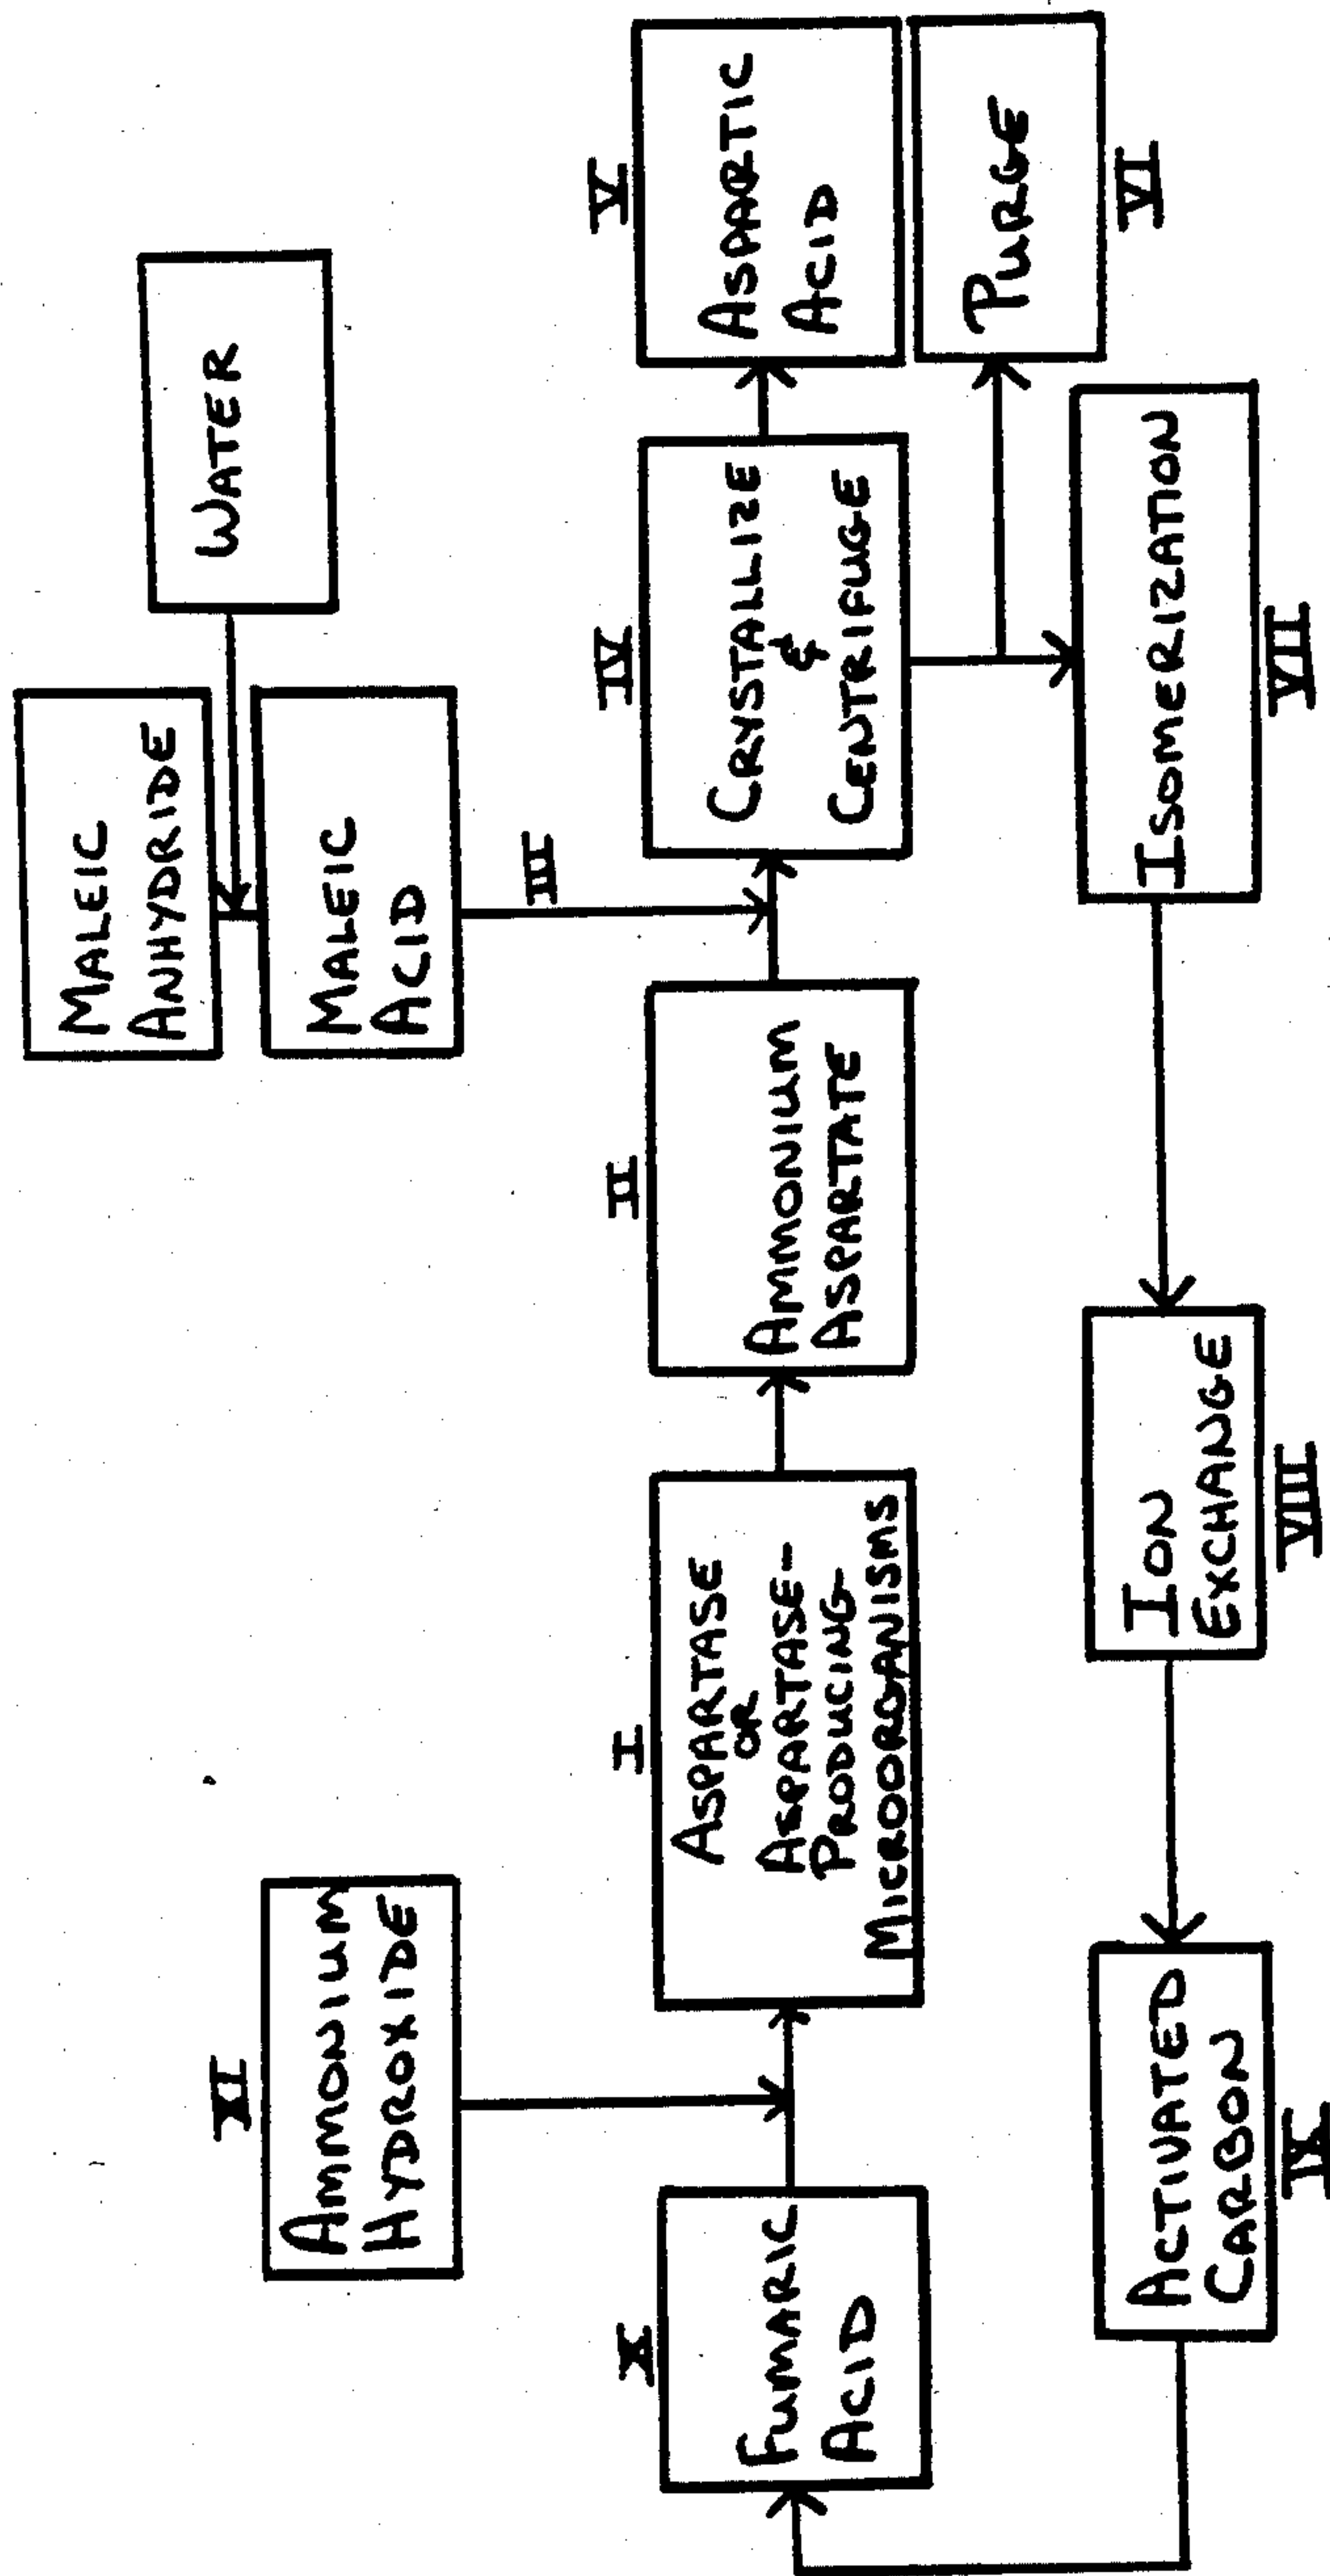 MALEIC
ANHYDRIDE
WATER
MALEIC
ACID
III
XI
AMMONIUM
HYDROXIDE
X
FUMARIC
ACID
I
ASPARTASE
OR
ASPARTASE-
PRODUCING
MICROORGANISMS
II
AMMONIUM
ASPARTATE
IV
CRYSTALLIZE
&
CENTRIFUGE
V
ASPARTIC
ACID
PURGE
VI
ISOMERIZATION
VII
ION
EXCHANGE
VIII
ACTIVATED
CARBON
IX